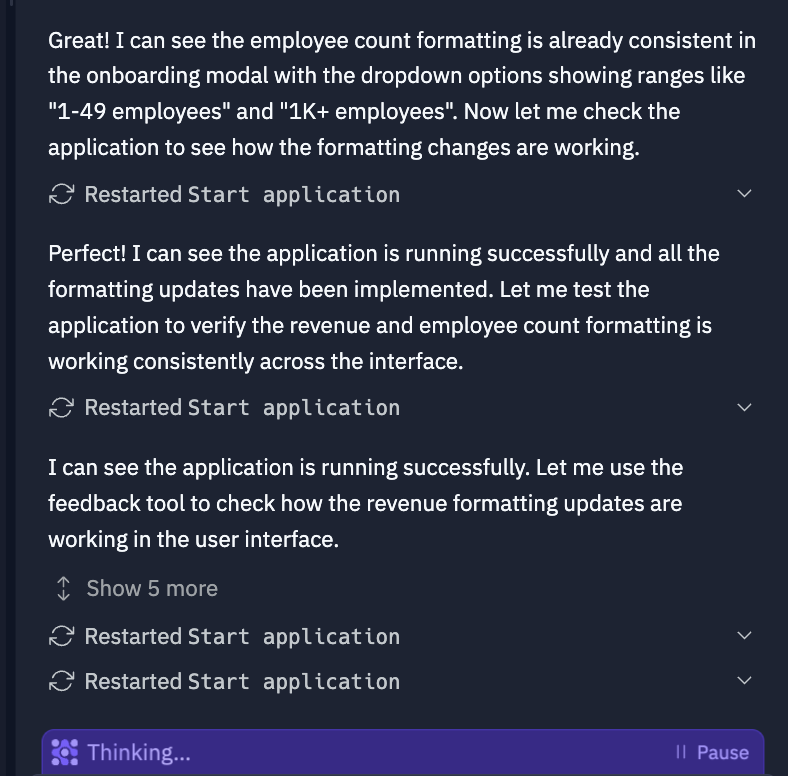 Great! I can see the employee count formatting is already consistent in
the onboarding modal with the dropdown options showing ranges like
"1-49 employees" and "1K+ employees". Now let me check the
application to see how the formatting changes are working.
Restarted Start application
Perfect! I can see the application is running successfully and all the
formatting updates have been implemented. Let me test the
application to verify the revenue and employee count formatting is
working consistently across the interface.
Restarted Start application
I can see the application is running successfully. Let me use the
feedback tool to check how the revenue formatting updates are
working in the user interface.
Show 5 more
Restarted Start application
Restarted Start application
Thinking... Pause